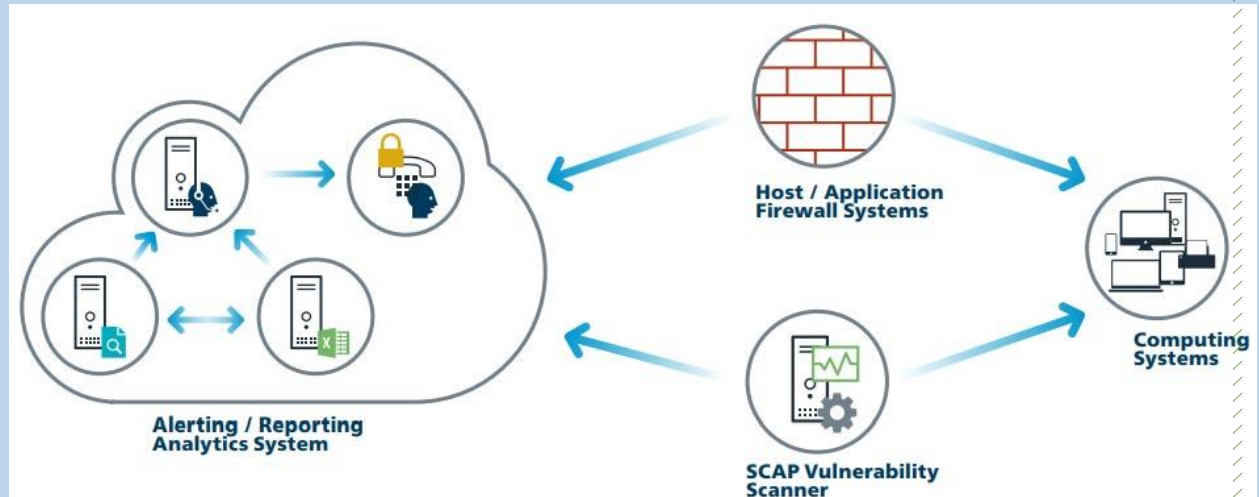 Host / Application
Firewall Systems
Computing
Systems
Alerting / Reporting
Analytics System
SCAP Vulnerability
Scanner
X